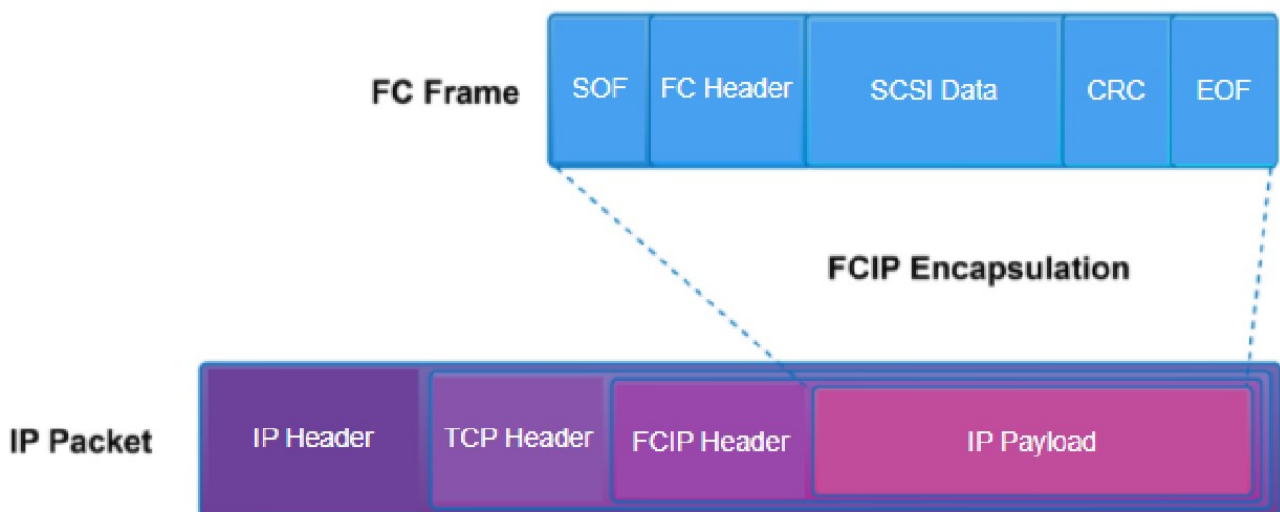 FC Frame SOF FC Header SCSI Data CRC EOF
FCIP Encapsulation
IP Packet IP Header TCP Header FCIP Header IP Payload